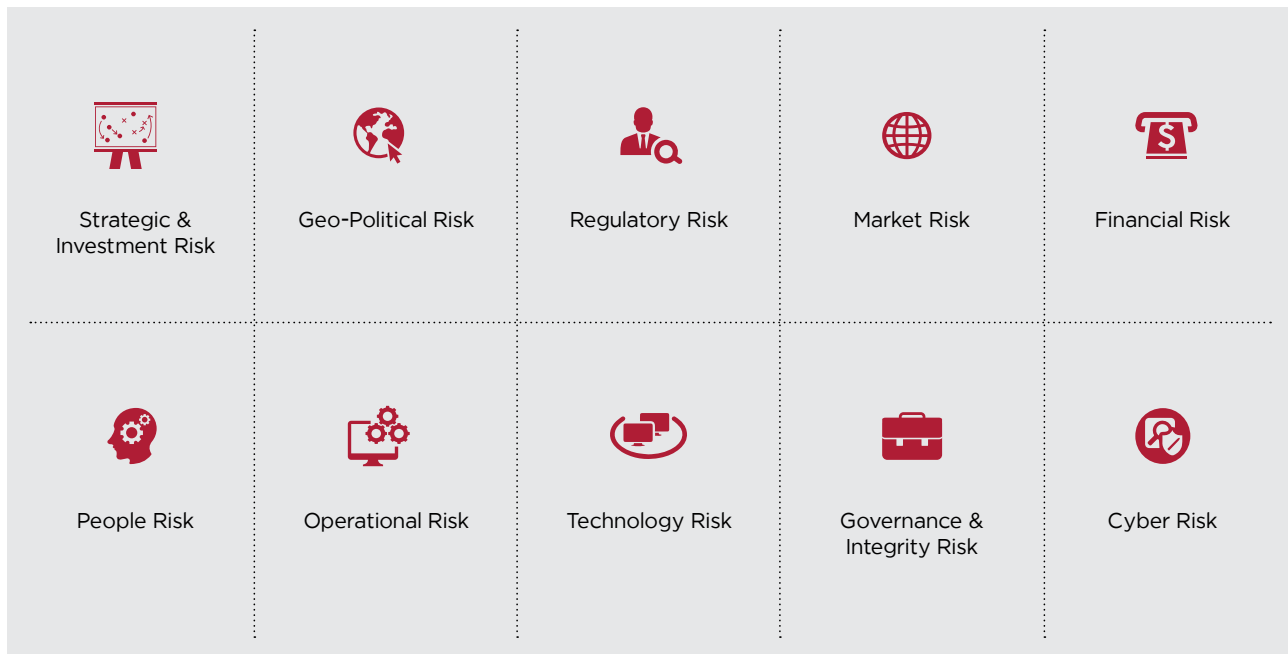 Strategic &
Investment Risk
Geo-Political Risk
Regulatory Risk
Market Risk
Financial Risk
People Risk
Operational Risk
Technology Risk
Governance &
Integrity Risk
Cyber Risk